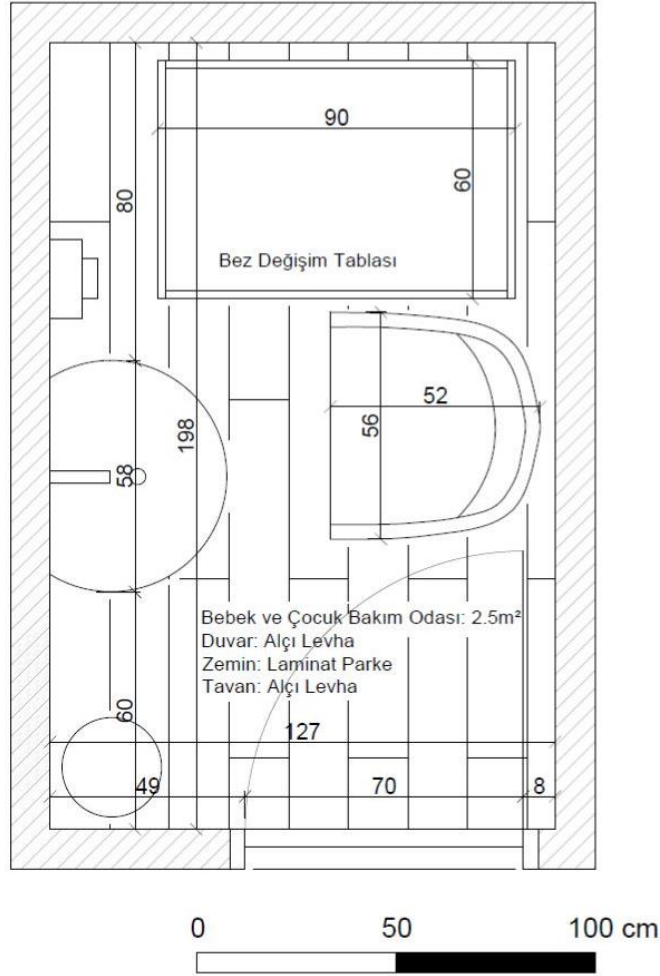 90
80
60
Bez Değişim Tablası
52
56
198
58
Bebek ve Çocuk Bakım Odası: 2.5m²
Duvar: Alçı Levha
Zemin: Laminat Parke
Tavan: Alçı Levha
60
127
49
70
8
0
50
100 cm